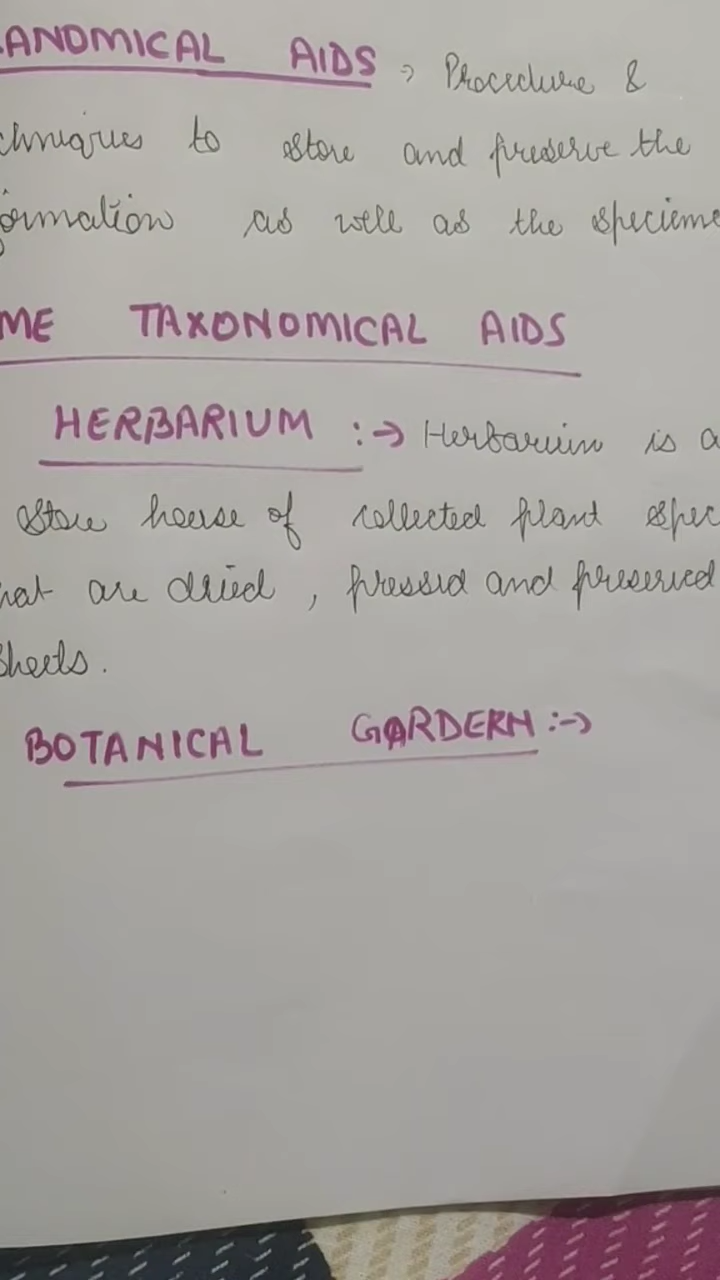 ANOMICAL AIDS → Procedure &
chniques to store and preserve the
ormation as well as the specime
ME TAXONOMICAL AIDS
HERBARIUM :→ Herbarium is a
store house of collected plant spec
hat are dried , pressed and preserved
sheets.
BOTANICAL GARDERN :→